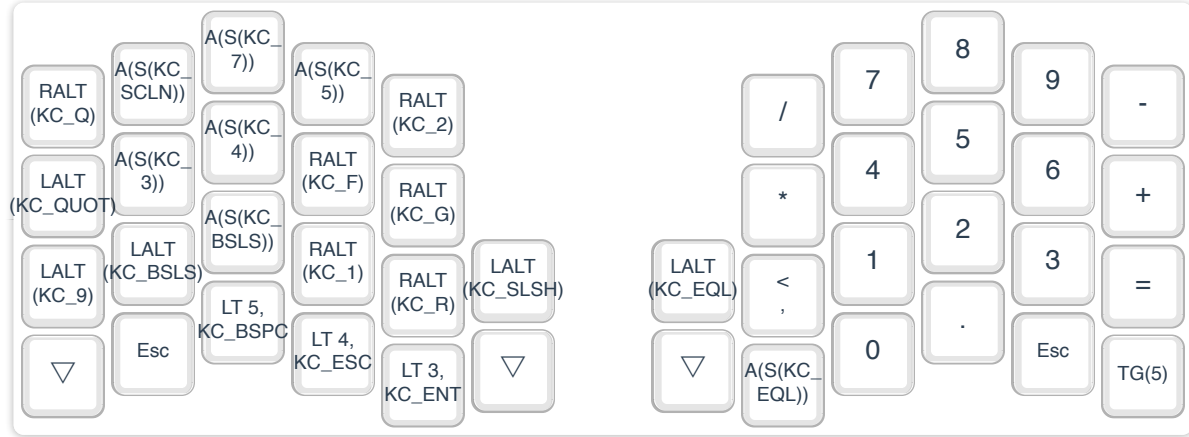 RALT
(KC_Q)
A(S(KC_
SCLN))
A(S(KC_
7))
A(S(KC_
5))
RALT
(KC_2)
/
7
8
9
-
LALT
(KC_QUOT)
A(S(KC_
3))
A(S(KC_
4))
RALT
(KC_F)
RALT
(KC_G)
*
4
5
6
+
LALT
(KC_9)
LALT
(KC_BSLS)
A(S(KC_
BSLS))
RALT
(KC_1)
RALT
(KC_R)
LALT
(KC_SLSH)
LALT
(KC_EQL)
<
,
1
2
3
=
▽
Esc
LT 5,
KC_BSPC
LT 4,
KC_ESC
LT 3,
KC_ENT
▽
▽
A(S(KC_
EQL))
0
.
Esc
TG(5)